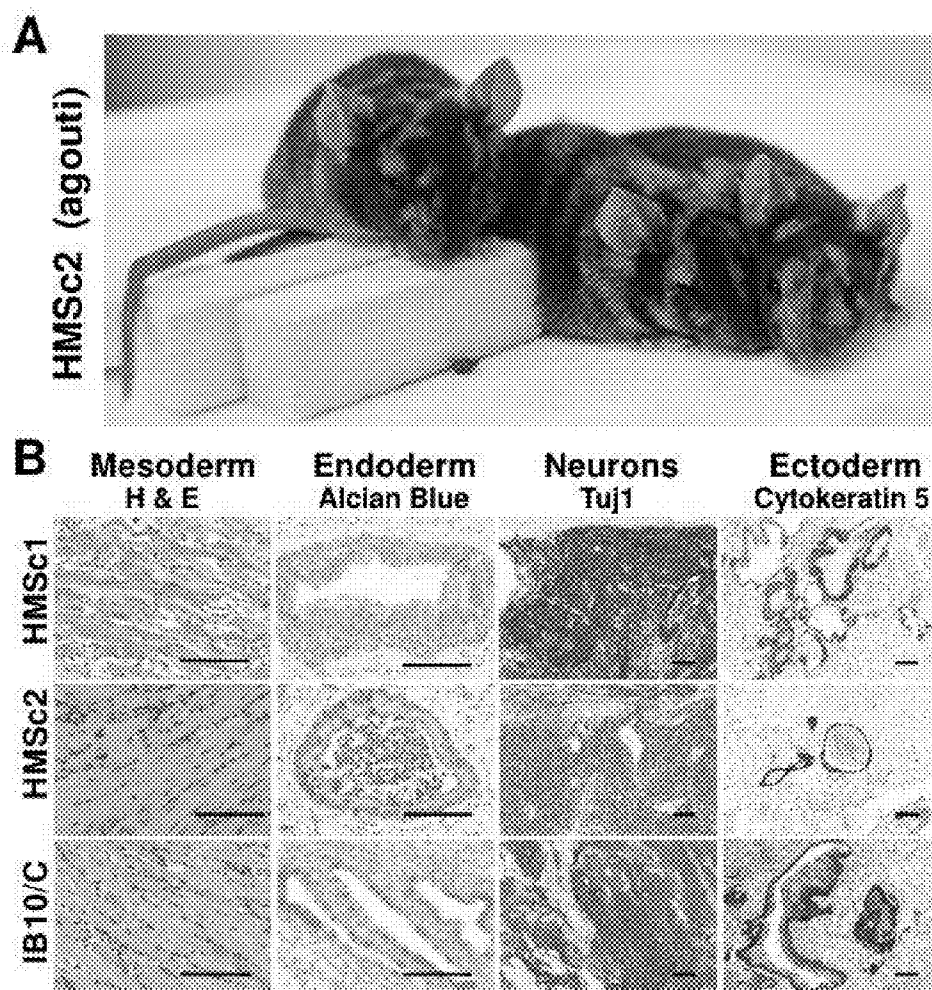 A
HMSc2 (agouti)
B
Mesoderm
H & E
Endoderm
Alcian Blue
Neurons
Tuj1
Ectoderm
Cytokeratin 5
HMSc1
HMSc2
IB10/C